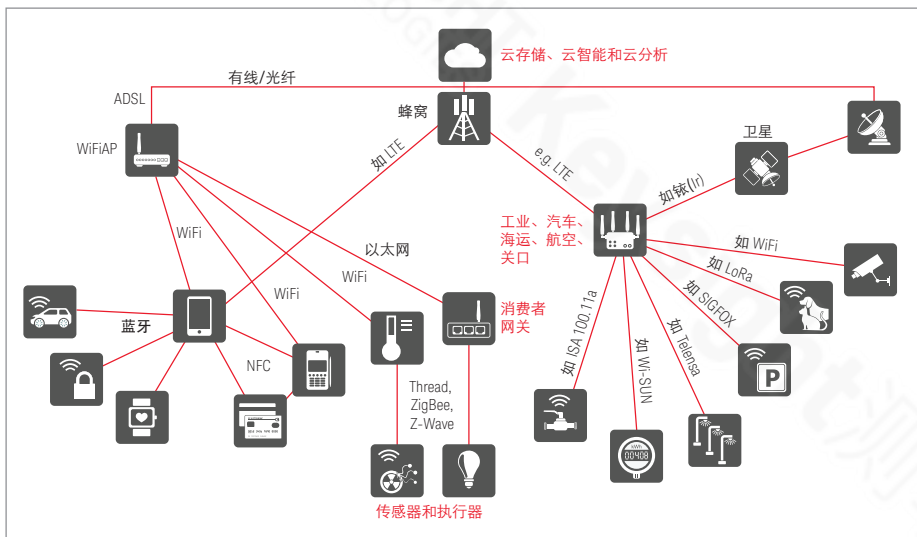 云存储、云智能和云分析
有线/光纤
ADSL
蜂窝
WiFiAP
卫星
如 LTE
e.g. LTE
如铱(Ir)
工业、汽车、
海运、航空、
关口
如 WiFi
WiFi
以太网
如 LoRa
WiFi
如 SIGFOX
WiFi
消费者
网关
蓝牙
如 ISA 100.11a
如 Wi-SUN
如 Telensa
NFC
P
Thread,
ZigBee,
Z-Wave
kWh
00408
传感器和执行器
Keysight
测